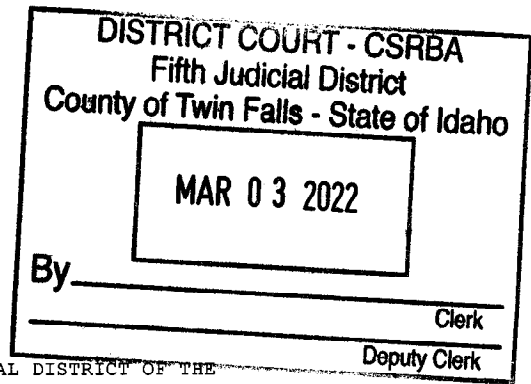 DISTRICT COURT - CSRBA
Fifth Judicial District
County of Twin Falls - State of Idaho
MAR 03 2022
By
Clerk
Deputy Clerk
AL DISTRICT OF THE